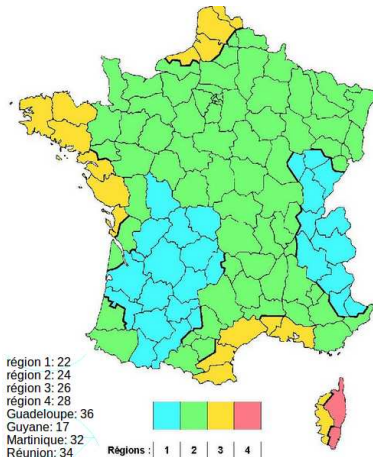 région 1: 22
région 2: 24
région 3: 26
région 4: 28
Guadeloupe: 36
Guyane: 17
Martinique: 32
Réunion: 34
Régions : | 1 | 2 | 3 | 4 |